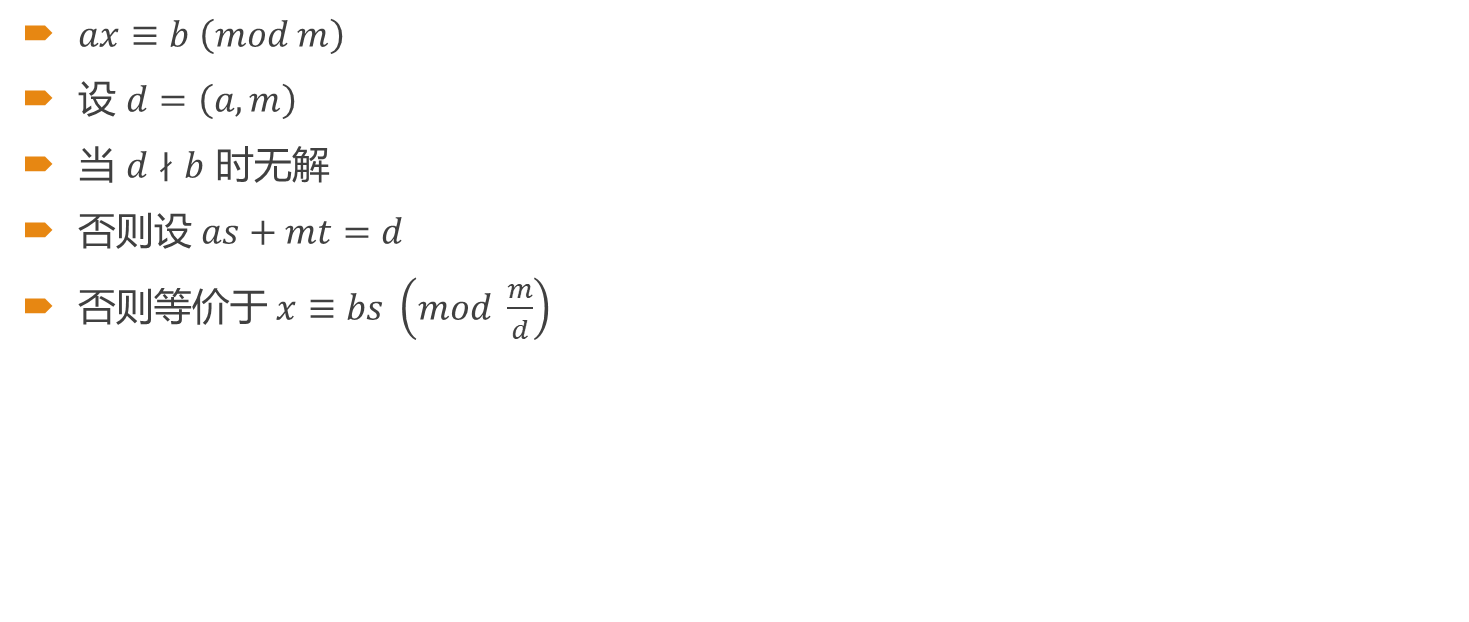 ax ≡ b (mod m)
设 d = (a, m)
当 d ∤ b 时无解
否则设 as + mt = d
否则等价于 x ≡ bs (mod m/d)